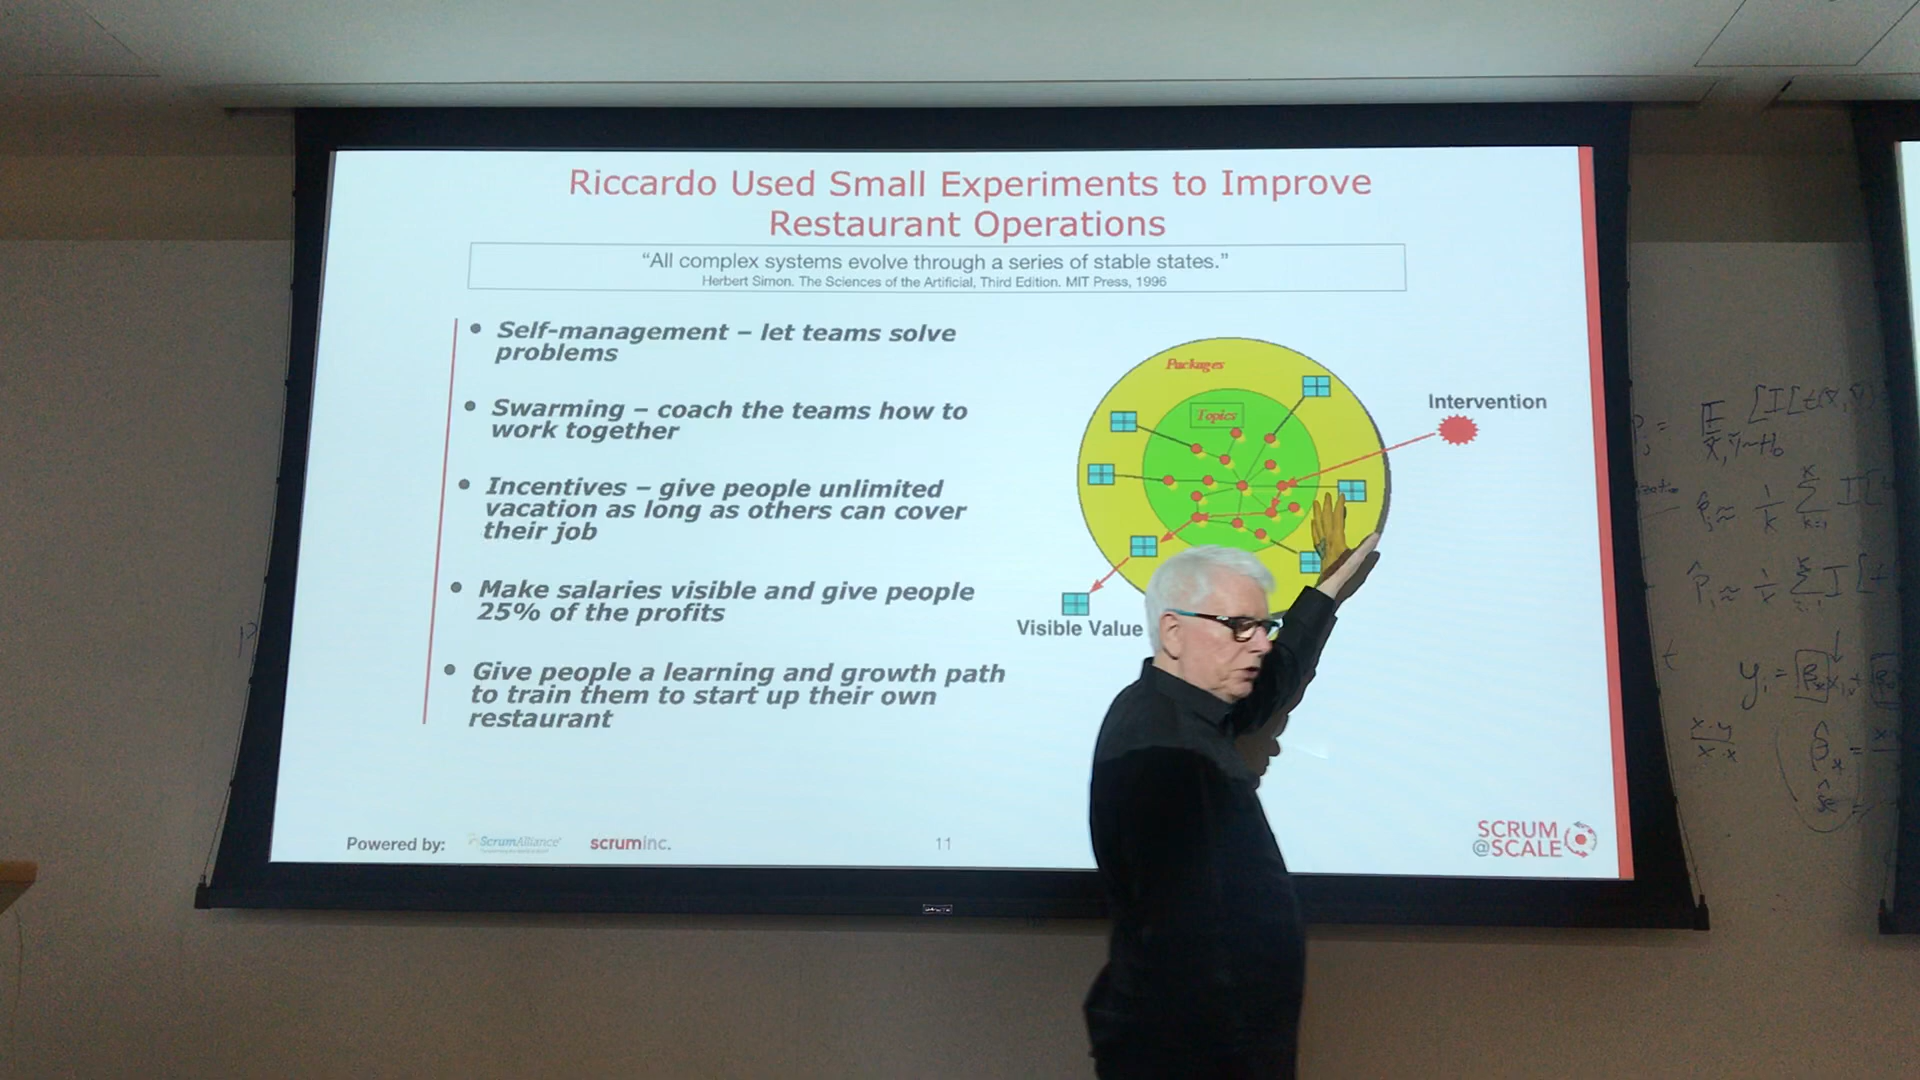 Riccardo Used Small Experiments to Improve
Restaurant Operations
“All complex systems evolve through a series of stable states.”
Herbert Simon. The Sciences of the Artificial, Third Edition. MIT Press, 1996
• Self-management – let teams solve
problems
• Swarming – coach the teams how to
work together
• Incentives – give people unlimited
vacation as long as others can cover
their job
• Make salaries visible and give people
25% of the profits
• Give people a learning and growth path
to train them to start up their own
restaurant
Packages
Topics
Intervention
Visible Value
Powered by:
ScrumAlliance
scruminc.
11
SCRUM
@SCALE